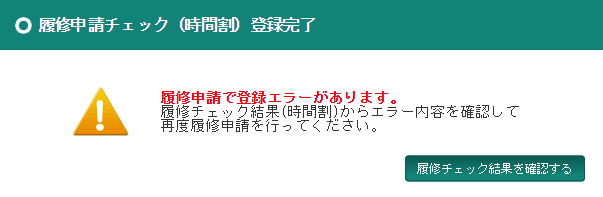 履修申請チェック（時間割）登録完了
履修申請で登録エラーがあります。
履修チェック結果(時間割)からエラー内容を確認して
再度履修申請を行ってください。
履修チェック結果を確認する